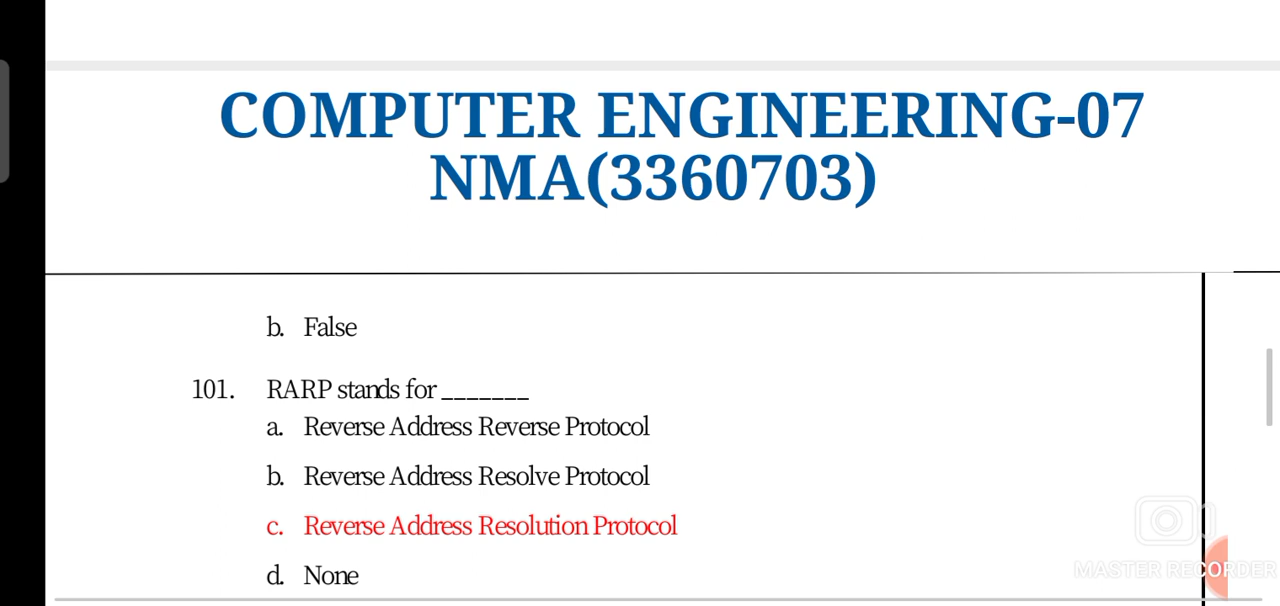 COMPUTER ENGINEERING-07
NMA(3360703)
b. False
101. RARP stands for _______
a. Reverse Address Reverse Protocol
b. Reverse Address Resolve Protocol
c. Reverse Address Resolution Protocol
d. None
MASTER RECORDER